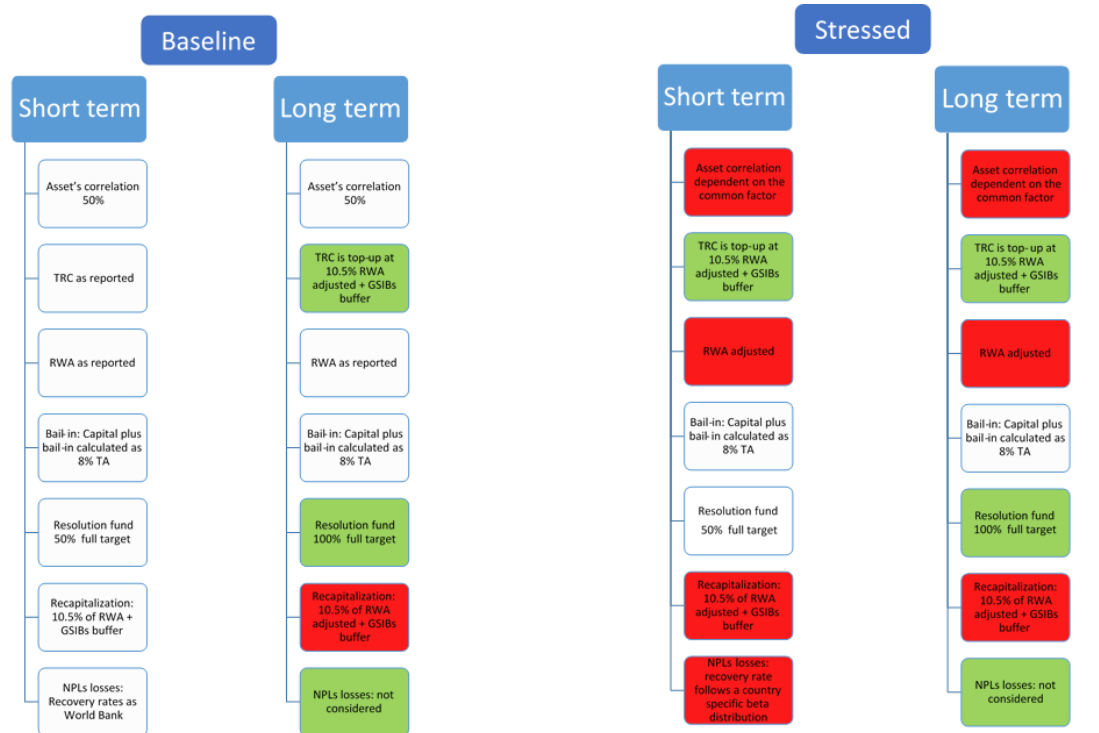 Baseline
Short term
Asset's correlation
50%
TRC as reported
RWA as reported
Bail-in: Capital plus
bail-in calculated as
8% TA
Resolution fund
50% full target
Recapitalization:
10.5% of RWA +
GSIBs buffer
NPLs losses:
Recovery rates as
World Bank
Long term
Asset's correlation
50%
TRC is top-up at
10.5% RWA
adjusted + GSIBs
buffer
RWA as reported
Bail-in: Capital plus
bail-in calculated as
8% TA
Resolution fund
100% full target
Recapitalization:
10.5% of RWA
adjusted + GSIBs
buffer
NPLs losses: not
considered
Stressed
Short term
Asset correlation
dependent on the
common factor
TRC is top-up at
10.5% RWA
adjusted + GSIBs
buffer
RWA adjusted
Bail-in: Capital plus
bail-in calculated as
8% TA
Resolution fund
50% full target
Recapitalization:
10.5% of RWA
adjusted + GSIBs
buffer
NPLs losses:
recovery rate
follows a country
specific beta
distribution
Long term
Asset correlation
dependent on the
common factor
TRC is top-up at
10.5% RWA
adjusted + GSIBs
buffer
RWA adjusted
Bail-in: Capital plus
bail-in calculated as
8% TA
Resolution fund
100% full target
Recapitalization:
10.5% of RWA
adjusted + GSIBs
buffer
NPLs losses: not
considered